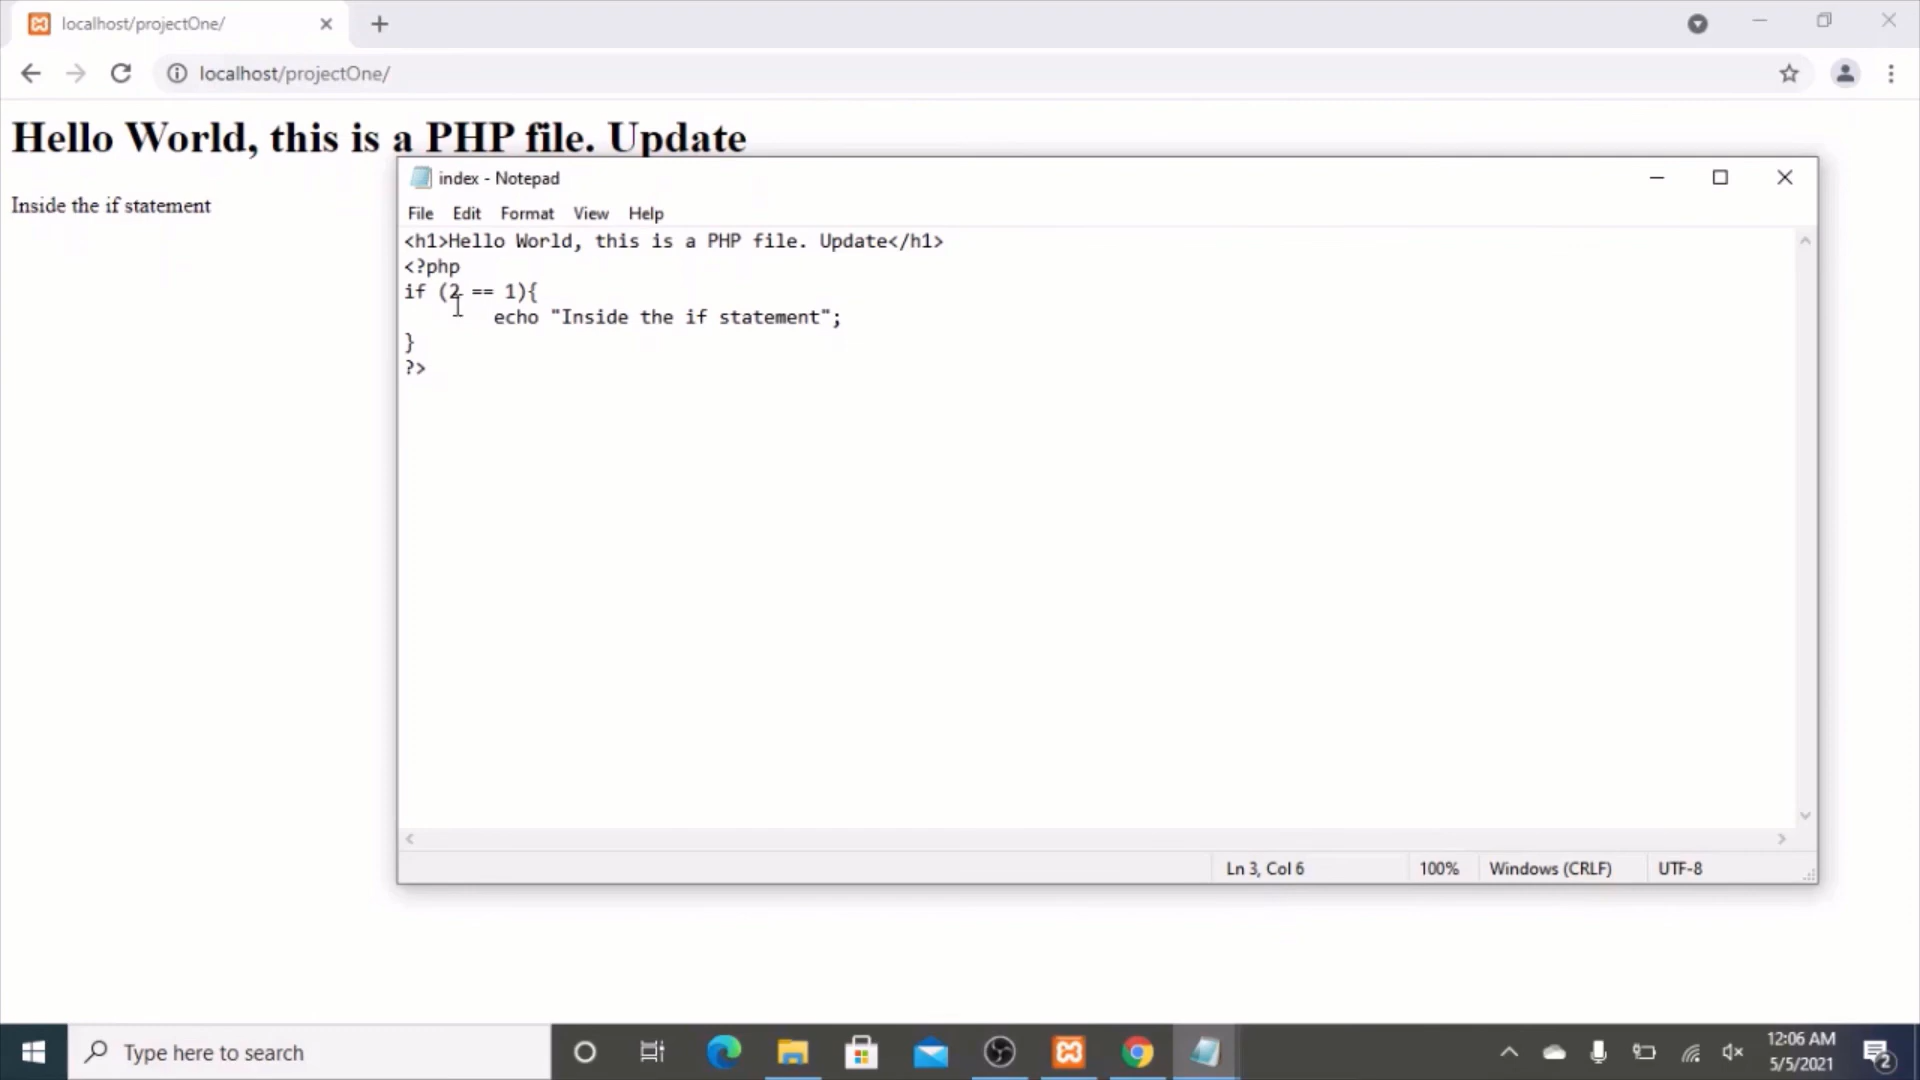 localhost/projectOne/
localhost/projectOne/
Hello World, this is a PHP file. Update
Inside the if statement
index - Notepad
File Edit Format View Help
<h1>Hello World, this is a PHP file. Update</h1>
<?php
if (2 == 1){
echo "Inside the if statement";
}
?>
Ln 3, Col 6 100% Windows (CRLF) UTF-8
Type here to search
12:06 AM
5/5/2021
2